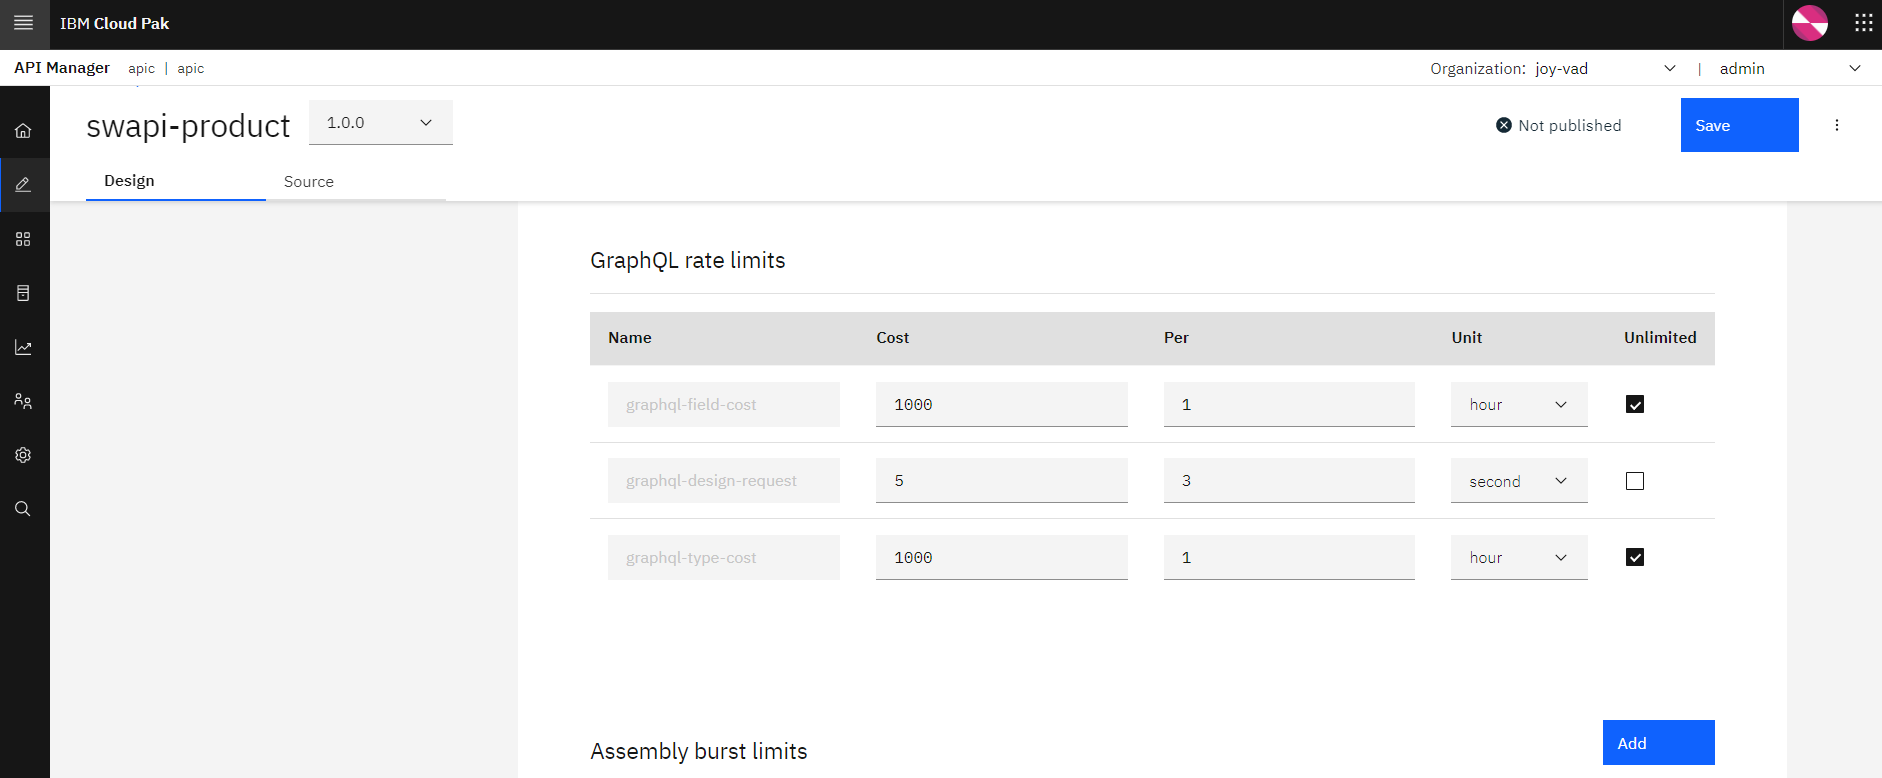 IBM Cloud Pak
API Manager apic | apic Organization: joy-vad | admin
swapi-product 1.0.0 Not published Save
Design Source
GraphQL rate limits
Name Cost Per Unit Unlimited
graphql-field-cost 1000 1 hour
graphql-design-request 5 3 second
graphql-type-cost 1000 1 hour
Assembly burst limits Add